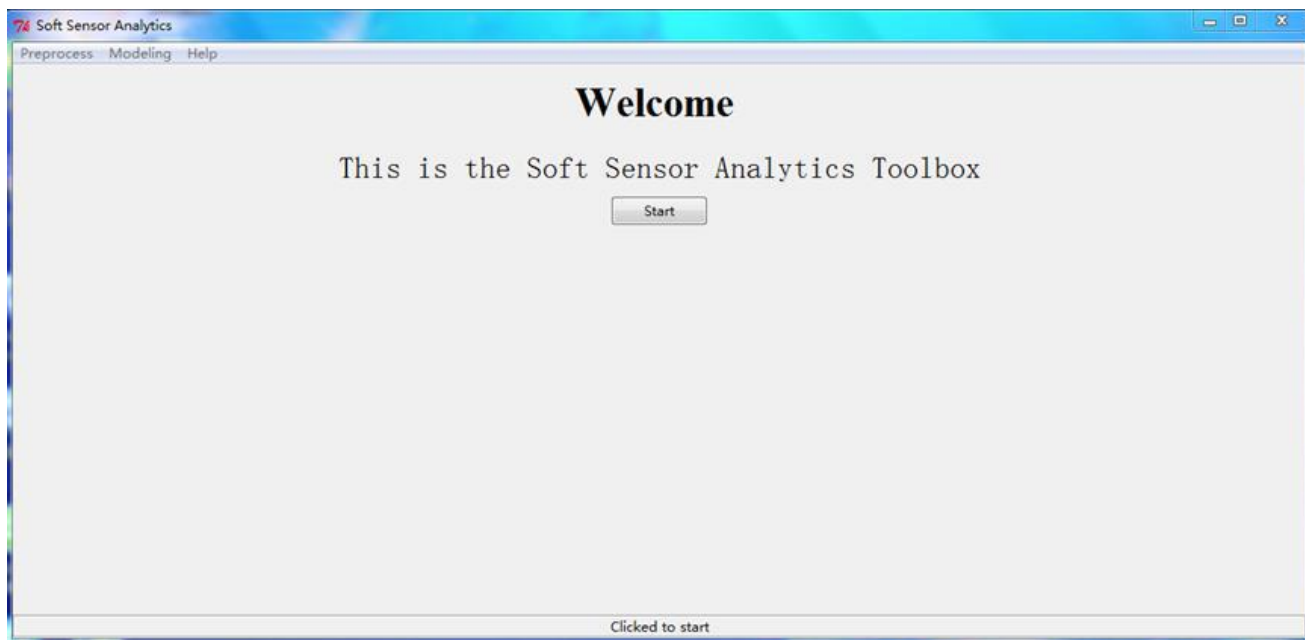 Soft Sensor Analytics
Preprocess Modeling Help
Welcome
This is the Soft Sensor Analytics Toolbox
Start
Clicked to start